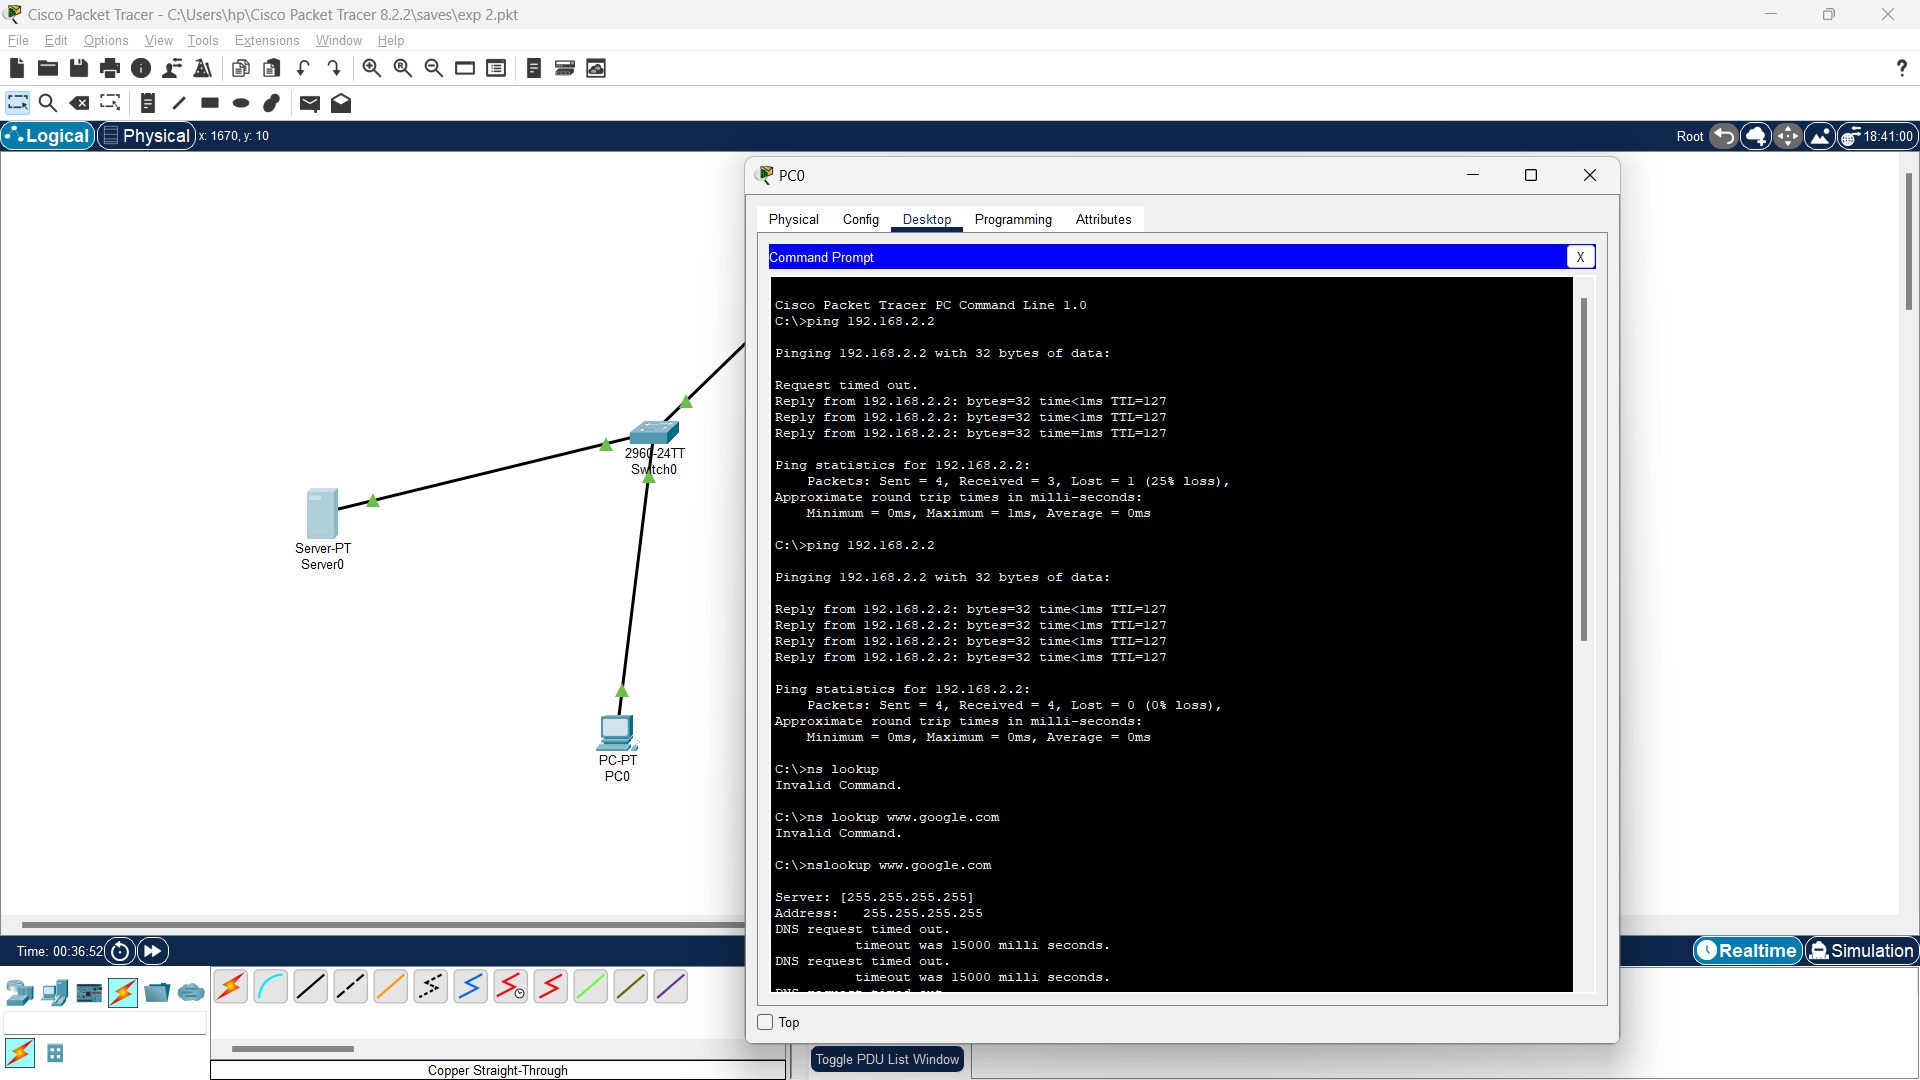 Cisco Packet Tracer - C:\Users\hp\Cisco Packet Tracer 8.2.2\saves\exp 2.pkt
File Edit Options View Tools Extensions Window Help
Logical Physical x: 1670, y: 10 Root 18:41:00
PC0
Physical Config Desktop Programming Attributes
Command Prompt X
Cisco Packet Tracer PC Command Line 1.0
C:\>ping 192.168.2.2
Pinging 192.168.2.2 with 32 bytes of data:
Request timed out.
Reply from 192.168.2.2: bytes=32 time<1ms TTL=127
Reply from 192.168.2.2: bytes=32 time<1ms TTL=127
Reply from 192.168.2.2: bytes=32 time=1ms TTL=127
Ping statistics for 192.168.2.2:
Packets: Sent = 4, Received = 3, Lost = 1 (25% loss),
Approximate round trip times in milli-seconds:
Minimum = 0ms, Maximum = 1ms, Average = 0ms
C:\>ping 192.168.2.2
Pinging 192.168.2.2 with 32 bytes of data:
Reply from 192.168.2.2: bytes=32 time<1ms TTL=127
Reply from 192.168.2.2: bytes=32 time<1ms TTL=127
Reply from 192.168.2.2: bytes=32 time<1ms TTL=127
Reply from 192.168.2.2: bytes=32 time<1ms TTL=127
Ping statistics for 192.168.2.2:
Packets: Sent = 4, Received = 4, Lost = 0 (0% loss),
Approximate round trip times in milli-seconds:
Minimum = 0ms, Maximum = 0ms, Average = 0ms
C:\>ns lookup
Invalid Command.
C:\>ns lookup www.google.com
Invalid Command.
C:\>nslookup www.google.com
Server: [255.255.255.255]
Address: 255.255.255.255
DNS request timed out.
timeout was 15000 milli seconds.
DNS request timed out.
timeout was 15000 milli seconds.
DNS request timed out.
Top
2960-24TT
Switch0
Server-PT
Server0
PC-PT
PC0
Time: 00:36:52
Realtime Simulation
Copper Straight-Through
Toggle PDU List Window